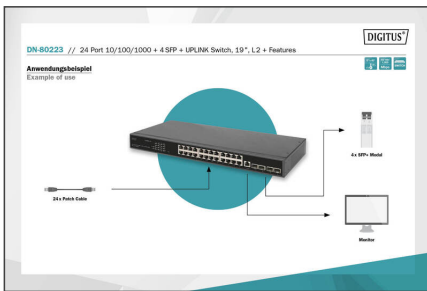 DIGITUS®
DN-80223 // 24 Port 10/100/1000 + 4 SFP + UPLINK Switch, 19", L2 + Features
Anwendungsbeispiel
Example of use
4x SFP+ Modul
24x Patch Cable
Monitor